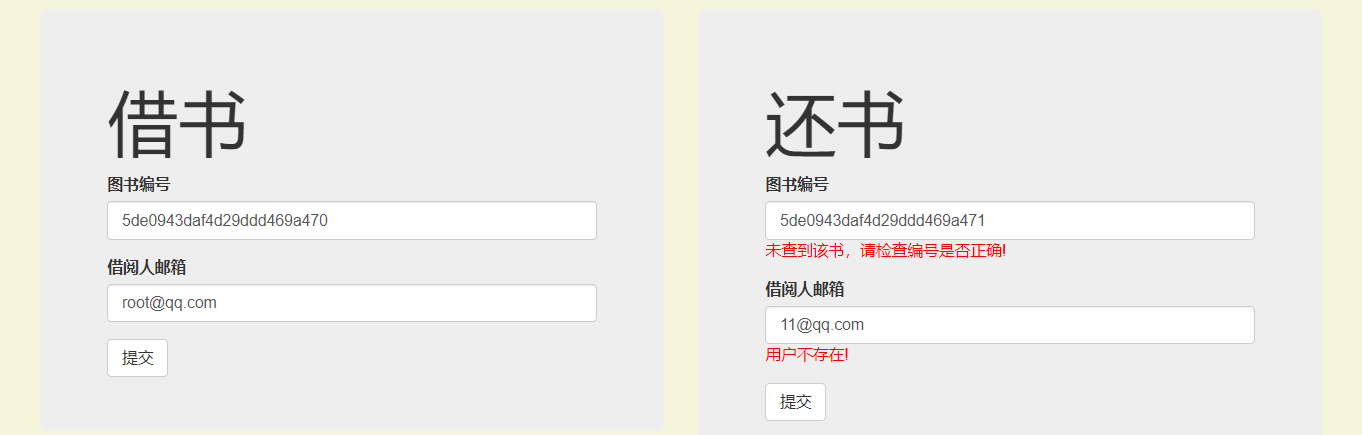 借书
图书编号
5de0943daf4d29ddd469a470
借阅人邮箱
root@qq.com
提交
还书
图书编号
5de0943daf4d29ddd469a471
未查到该书，请检查编号是否正确!
借阅人邮箱
11@qq.com
用户不存在!
提交